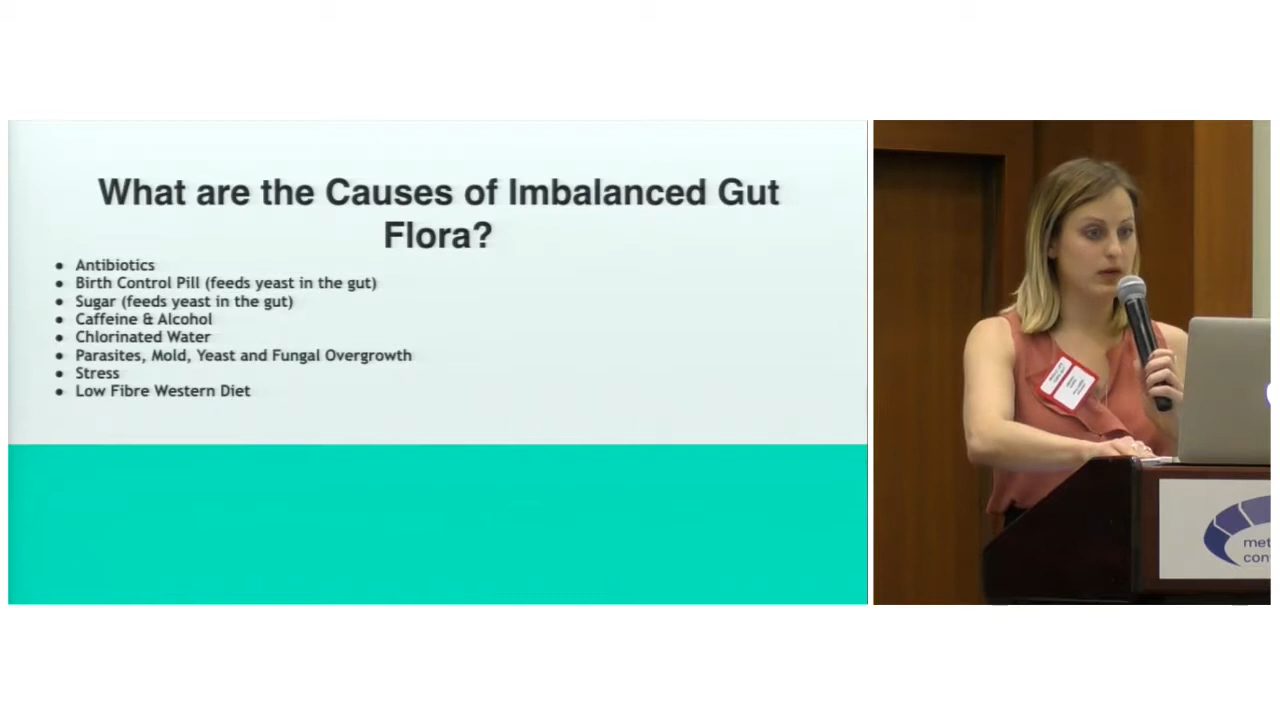 What are the Causes of Imbalanced Gut
Flora?
• Antibiotics
• Birth Control Pill (feeds yeast in the gut)
• Sugar (feeds yeast in the gut)
• Caffeine & Alcohol
• Chlorinated Water
• Parasites, Mold, Yeast and Fungal Overgrowth
• Stress
• Low Fibre Western Diet
met
con